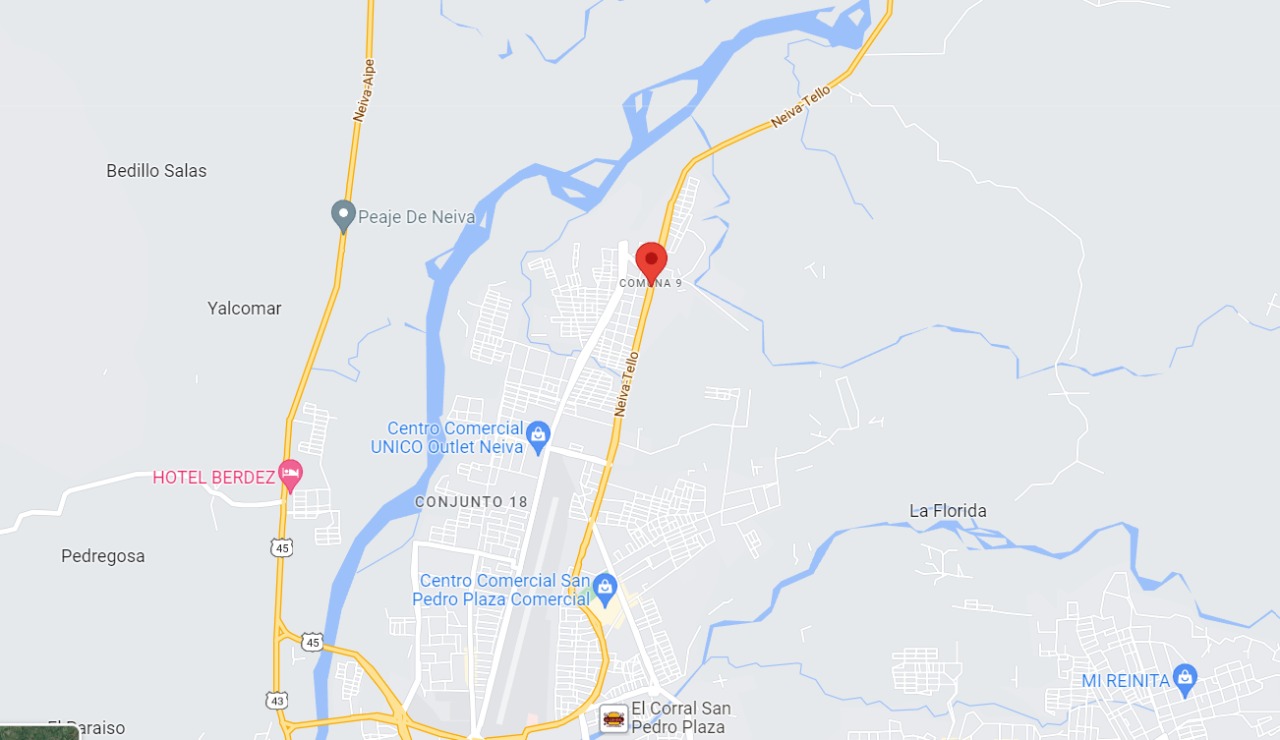 Neiva-Aipe
Neiva-Tello
Bedillo Salas
Peaje De Neiva
COMUNA 9
Yalcomar
Neiva-Tello
Centro Comercial
UNICO Outlet Neiva
HOTEL BERDEZ
CONJUNTO 18
La Florida
45
Pedregosa
Centro Comercial San
Pedro Plaza Comercial
45
MI REINITA
43
El Corral San
Pedro Plaza
El Paraiso